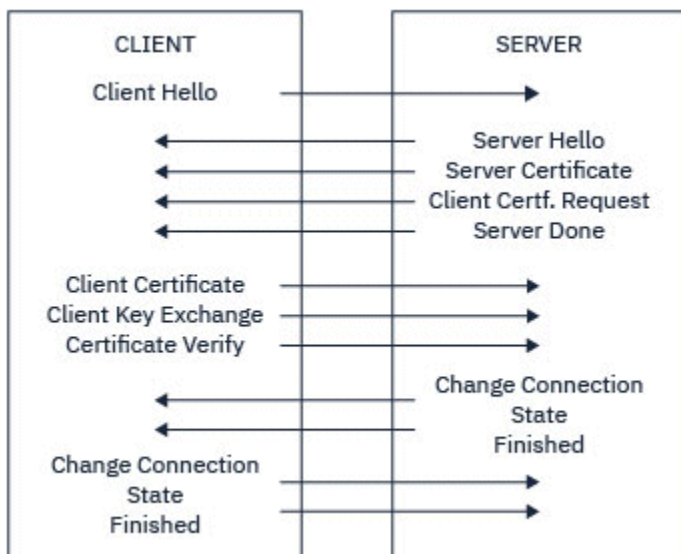 CLIENT
SERVER
Client Hello
Server Hello
Server Certificate
Client Certf. Request
Server Done
Client Certificate
Client Key Exchange
Certificate Verify
Change Connection
State
Finished
Change Connection
State
Finished